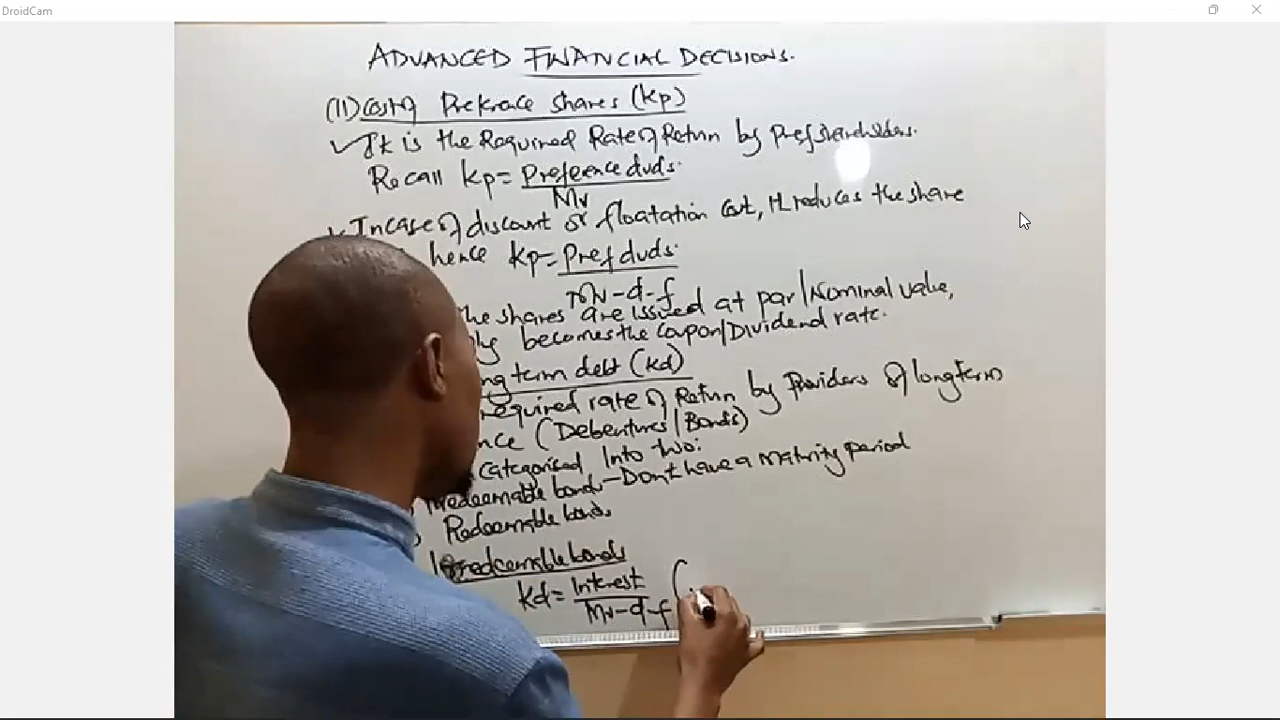 DroidCam
ADVANCED FINANCIAL DECISIONS.
(11) Cost of Preference Shares (kp)
It is the Required Rate of Return by Pref shareholders.
Recall kp = Preference divds.
Mv
Incase of discount or floatation cost, It reduces the share
hence kp = Pref divds.
Mv-d-f
the shares are issued at par/Nominal value,
becomes the Coupon/Dividend rate.
term debt (kd)
required rate of Return by Providers of long term
(Debentures/Bonds)
Categorised Into two:
Irredeemable bonds - Don't have a maturity period
Redeemable bonds
Irredeemable bonds
kd = Interest (
Mv-d-f